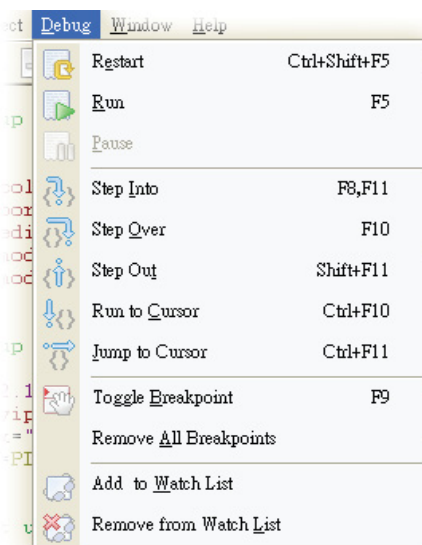 ct Debug Window Help
Restart Ctrl+Shift+F5
Run F5
Pause
Step Into F8,F11
Step Over F10
Step Out Shift+F11
Run to Cursor Ctrl+F10
Jump to Cursor Ctrl+F11
Toggle Breakpoint F9
Remove All Breakpoints
Add to Watch List
Remove from Watch List